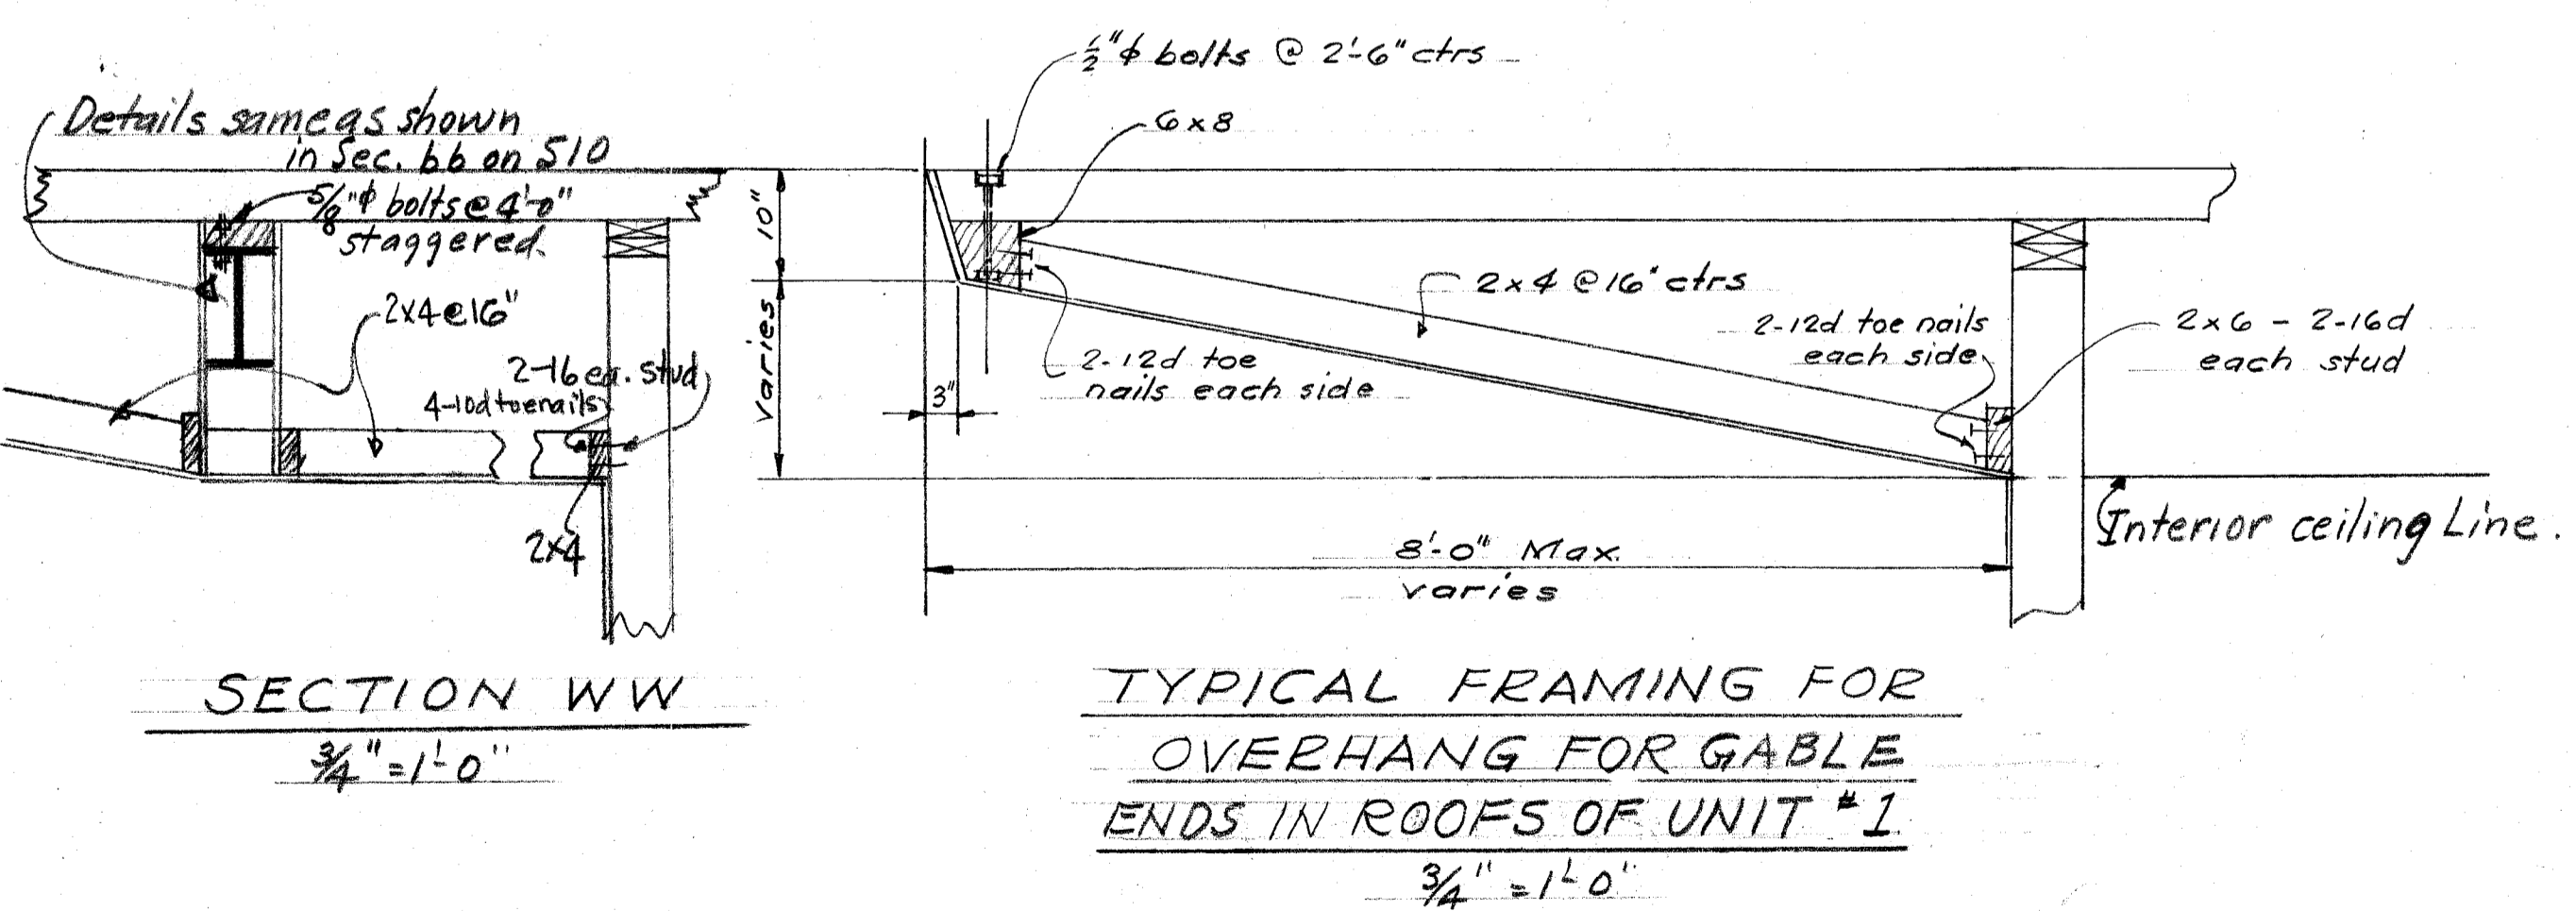 Details same as shown
in Sec. bb on S10
5/8"ϕ bolts @ 4'-0"
staggered.
2x4@16"
2-16 ea. stud
4-10d toenails
2x4
SECTION WW
3/4" = 1'-0"
1/2"ϕ bolts @ 2'-6" ctrs
6x8
10"
varies
3"
2x4 @16" ctrs
2-12d toe
nails each side
2-12d toe nails
each side
2x6 - 2-16d
each stud
Interior ceiling Line.
8'-0" Max.
varies
TYPICAL FRAMING FOR
OVERHANG FOR GABLE
ENDS IN ROOFS OF UNIT #1
3/4" = 1'-0"